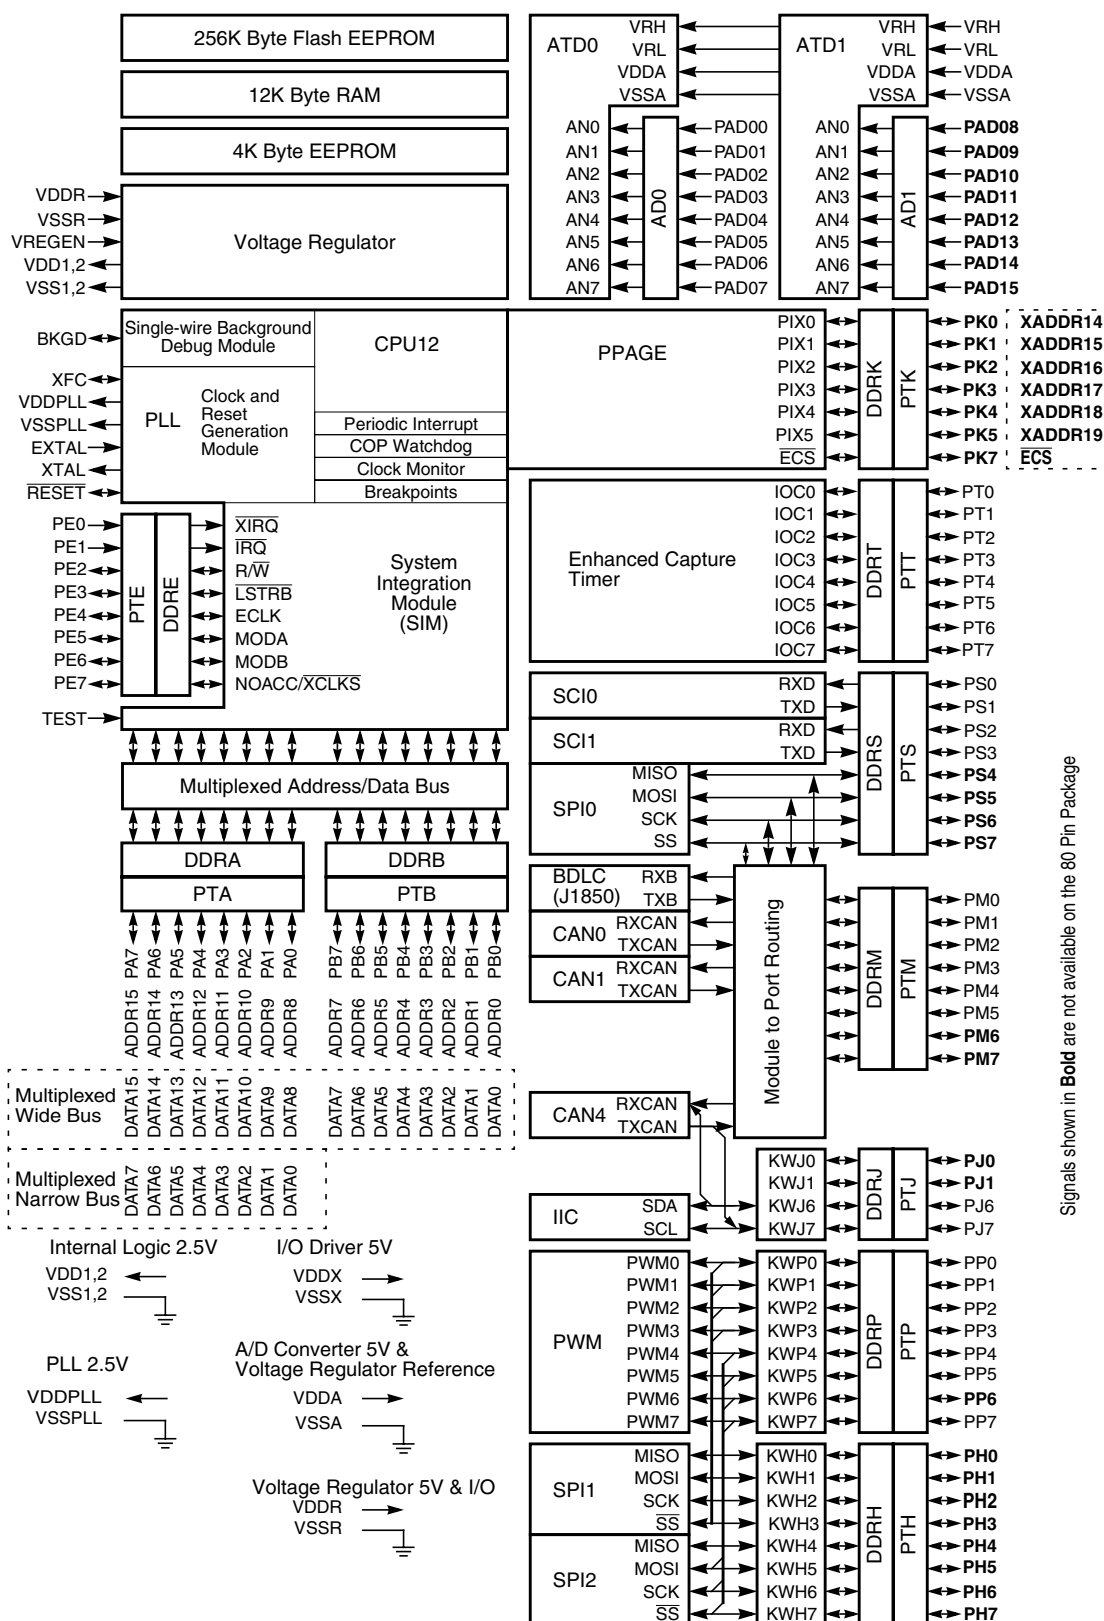 256K Byte Flash EEPROM
12K Byte RAM
4K Byte EEPROM
VDDR
VSSR
VREGEN
VDD1,2
VSS1,2
Voltage Regulator
ATD0
VRH
VRL
VDDA
VSSA
AN0
AN1
AN2
AN3
AN4
AN5
AN6
AN7
AD0
PAD00
PAD01
PAD02
PAD03
PAD04
PAD05
PAD06
PAD07
ATD1
VRH
VRL
VDDA
VSSA
VRH
VRL
VDDA
VSSA
AN0
AN1
AN2
AN3
AN4
AN5
AN6
AN7
AD1
PAD08
PAD09
PAD10
PAD11
PAD12
PAD13
PAD14
PAD15
BKGD
XFC
VDDPLL
VSSPLL
EXTAL
XTAL
RESET
Single-wire Background
Debug Module
CPU12
PLL
Clock and
Reset
Generation
Module
Periodic Interrupt
COP Watchdog
Clock Monitor
Breakpoints
PPAGE
PIX0
PIX1
PIX2
PIX3
PIX4
PIX5
ECS
DDRK
PTK
PK0
PK1
PK2
PK3
PK4
PK5
PK7
XADDR14
XADDR15
XADDR16
XADDR17
XADDR18
XADDR19
ECS
PE0
PE1
PE2
PE3
PE4
PE5
PE6
PE7
TEST
PTE
DDRE
XIRQ
IRQ
R/W
LSTRB
ECLK
MODA
MODB
NOACC/XCLKS
System
Integration
Module
(SIM)
Enhanced Capture
Timer
IOC0
IOC1
IOC2
IOC3
IOC4
IOC5
IOC6
IOC7
DDRT
PTT
PT0
PT1
PT2
PT3
PT4
PT5
PT6
PT7
SCI0
RXD
TXD
SCI1
RXD
TXD
SPI0
MISO
MOSI
SCK
SS
DDRS
PTS
PS0
PS1
PS2
PS3
PS4
PS5
PS6
PS7
Multiplexed Address/Data Bus
DDRA
PTA
DDRB
PTB
PA7
PA6
PA5
PA4
PA3
PA2
PA1
PA0
PB7
PB6
PB5
PB4
PB3
PB2
PB1
PB0
ADDR15
ADDR14
ADDR13
ADDR12
ADDR11
ADDR10
ADDR9
ADDR8
ADDR7
ADDR6
ADDR5
ADDR4
ADDR3
ADDR2
ADDR1
ADDR0
Multiplexed
Wide Bus
DATA15
DATA14
DATA13
DATA12
DATA11
DATA10
DATA9
DATA8
DATA7
DATA6
DATA5
DATA4
DATA3
DATA2
DATA1
DATA0
Multiplexed
Narrow Bus
DATA7
DATA6
DATA5
DATA4
DATA3
DATA2
DATA1
DATA0
BDLC
(J1850)
RXB
TXB
CAN0
RXCAN
TXCAN
CAN1
RXCAN
TXCAN
CAN4
RXCAN
TXCAN
Module to Port Routing
DDRM
PTM
PM0
PM1
PM2
PM3
PM4
PM5
PM6
PM7
IIC
SDA
SCL
KWJ0
KWJ1
KWJ6
KWJ7
DDRJ
PTJ
PJ0
PJ1
PJ6
PJ7
PWM
PWM0
PWM1
PWM2
PWM3
PWM4
PWM5
PWM6
PWM7
KWP0
KWP1
KWP2
KWP3
KWP4
KWP5
KWP6
KWP7
DDRP
PTP
PP0
PP1
PP2
PP3
PP4
PP5
PP6
PP7
SPI1
MISO
MOSI
SCK
SS
SPI2
MISO
MOSI
SCK
SS
KWH0
KWH1
KWH2
KWH3
KWH4
KWH5
KWH6
KWH7
DDRH
PTH
PH0
PH1
PH2
PH3
PH4
PH5
PH6
PH7
Internal Logic 2.5V
VDD1,2
VSS1,2
I/O Driver 5V
VDDX
VSSX
PLL 2.5V
VDDPLL
VSSPLL
A/D Converter 5V &
Voltage Regulator Reference
VDDA
VSSA
Voltage Regulator 5V & I/O
VDDR
VSSR
Signals shown in Bold are not available on the 80 Pin Package